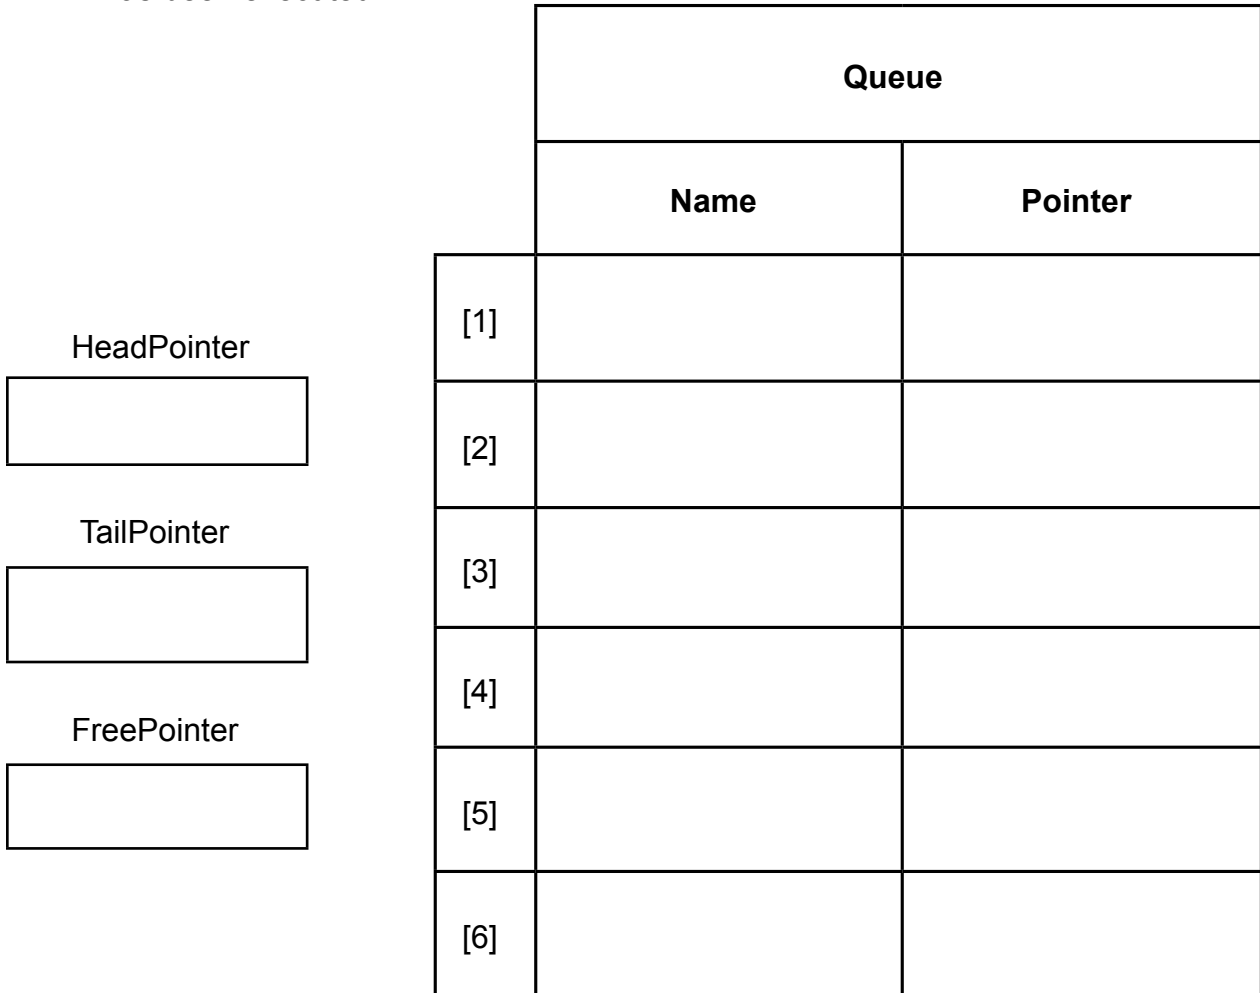 Queue
Name Pointer
[1]
HeadPointer
[2]
TailPointer
[3]
[4]
FreePointer
[5]
[6]